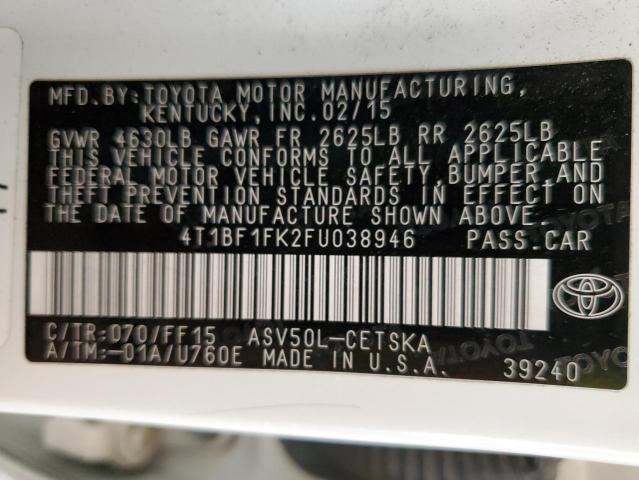 MFD.BY:TOYOTA MOTOR MANUFACTURING,
KENTUCKY,INC.02/15
GVWR 4630LB GAWR FR 2625LB RR 2625LB
THIS VEHICLE CONFORMS TO ALL APPLICABLE
FEDERAL MOTOR VEHICLE SAFETY,BUMPER AND
THEFT PREVENTION STANDARDS IN EFFECT ON
THE DATE OF MANUFACTURE SHOWN ABOVE.
4T1BF1FK2FU038946 PASS.CAR
C/TR:070/FF15 ASV50L-CETSKA
A/TM:-01A/U760E MADE IN U.S.A. 39240